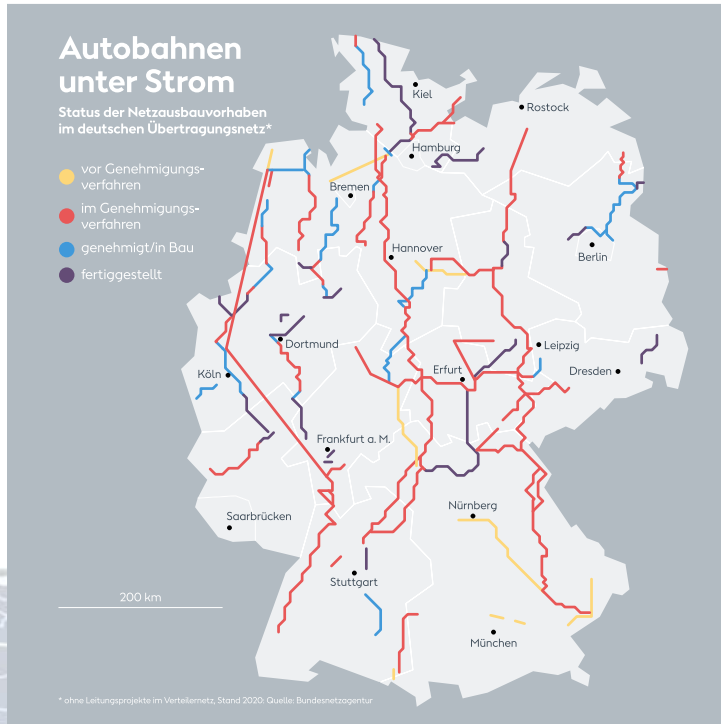 Autobahnen
unter Strom
Status der Netzausbauvorhaben
im deutschen Übertragungsnetz*
vor Genehmigungs-
verfahren
im Genehmigungs-
verfahren
genehmigt/in Bau
fertiggestellt
Kiel
Rostock
Hamburg
Bremen
Hannover
Berlin
Dortmund
Leipzig
Köln
Erfurt
Dresden
Frankfurt a. M.
Nürnberg
Saarbrücken
Stuttgart
200 km
München
* ohne Leitungsprojekte im Verteilernetz, Stand 2020: Quelle: Bundesnetzagentur